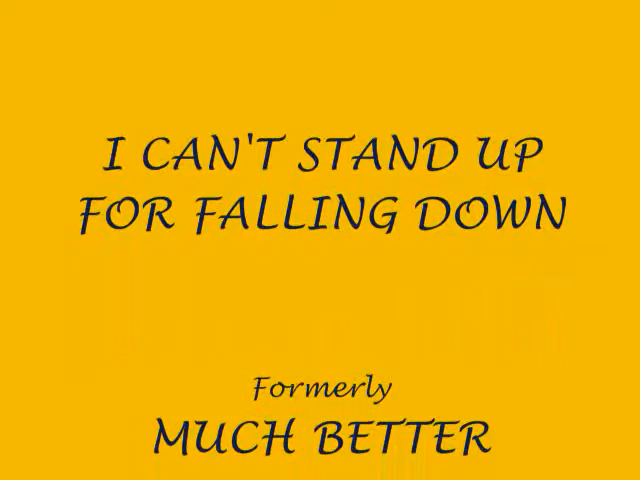 I CAN'T STAND UP
FOR FALLING DOWN
Formerly
MUCH BETTER